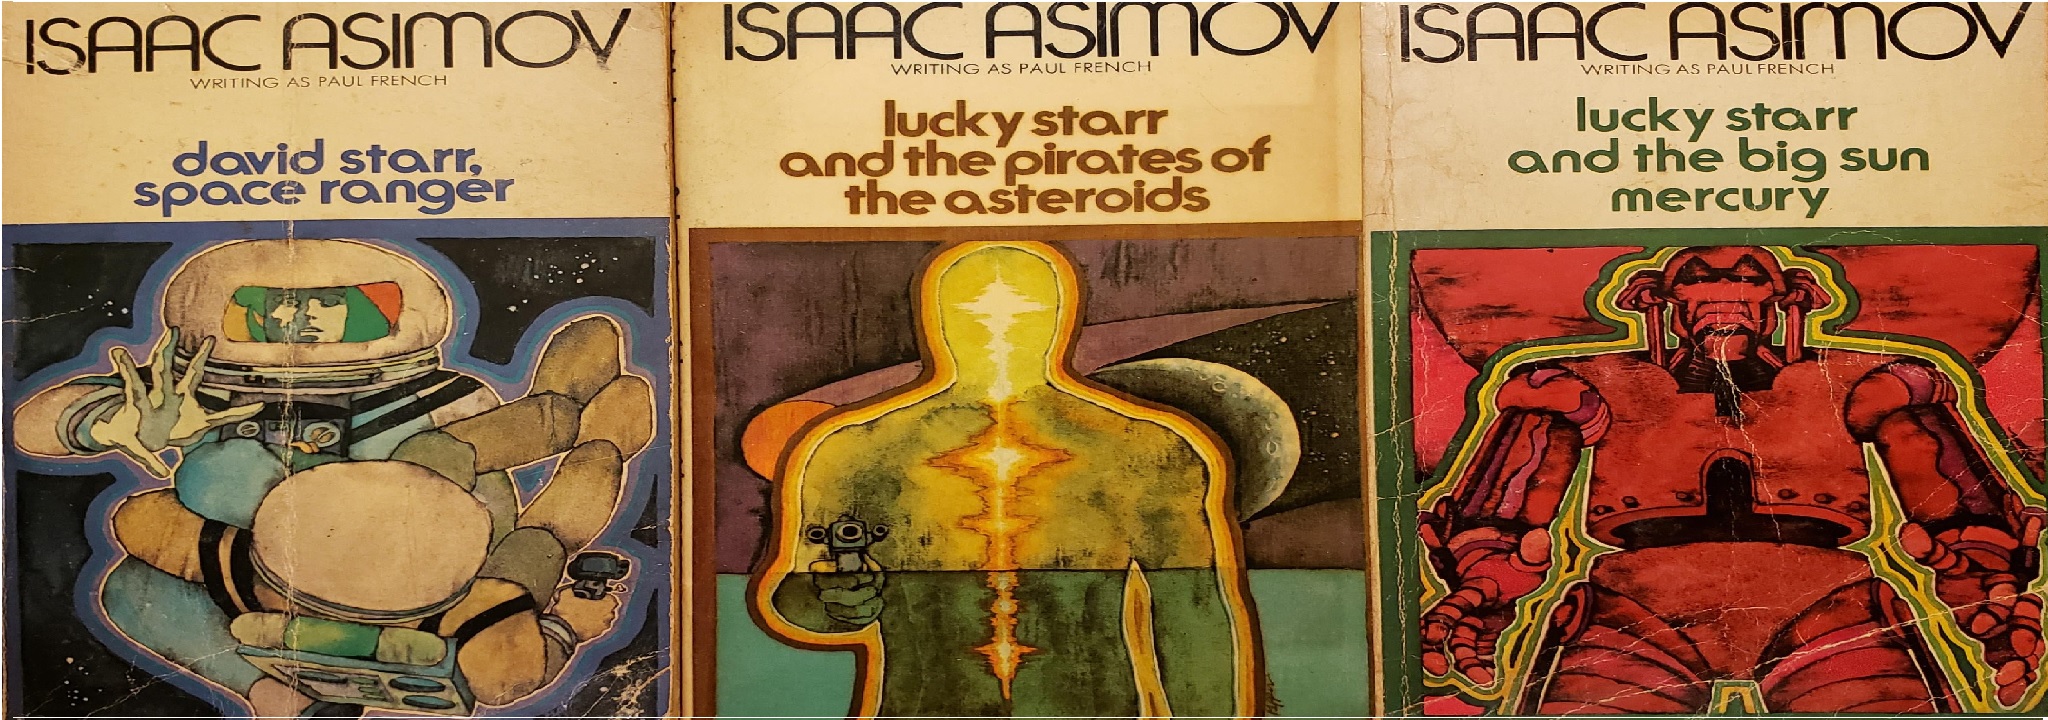 ISAAC ASIMOV
WRITING AS PAUL FRENCH
david starr,
space ranger
ISAAC ASIMOV
WRITING AS PAUL FRENCH
lucky starr
and the pirates of
the asteroids
ISAAC ASIMOV
WRITING AS PAUL FRENCH
lucky starr
and the big sun
mercury